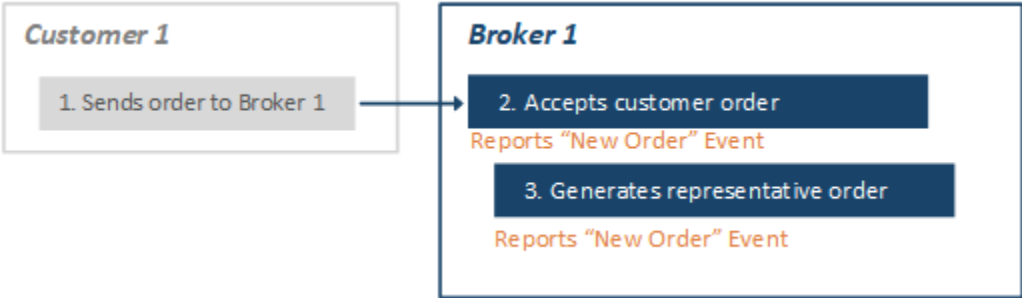 Customer 1
1. Sends order to Broker 1
Broker 1
2. Accepts customer order
Reports “New Order” Event
3. Generates representative order
Reports “New Order” Event